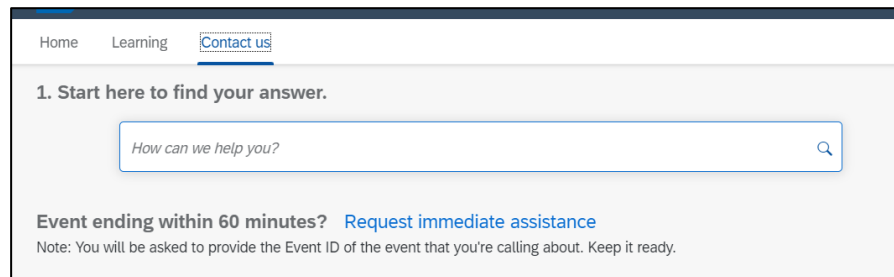 Home Learning Contact us
1. Start here to find your answer.
How can we help you?
Event ending within 60 minutes? Request immediate assistance
Note: You will be asked to provide the Event ID of the event that you're calling about. Keep it ready.